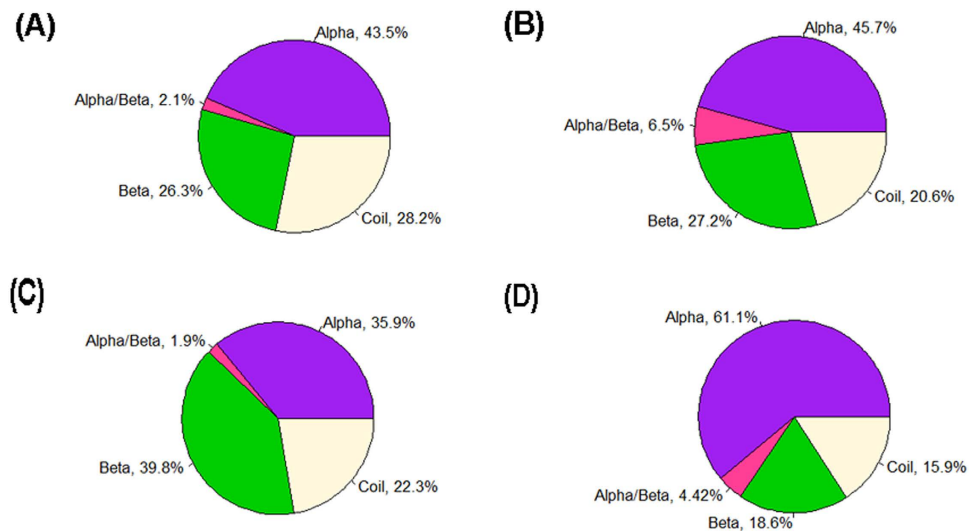 (A)
Alpha, 43.5%
Alpha/Beta, 2.1%
Beta, 26.3%
Coil, 28.2%
(B)
Alpha, 45.7%
Alpha/Beta, 6.5%
Beta, 27.2%
Coil, 20.6%
(C)
Alpha, 35.9%
Alpha/Beta, 1.9%
Beta, 39.8%
Coil, 22.3%
(D)
Alpha, 61.1%
Alpha/Beta, 4.42%
Beta, 18.6%
Coil, 15.9%